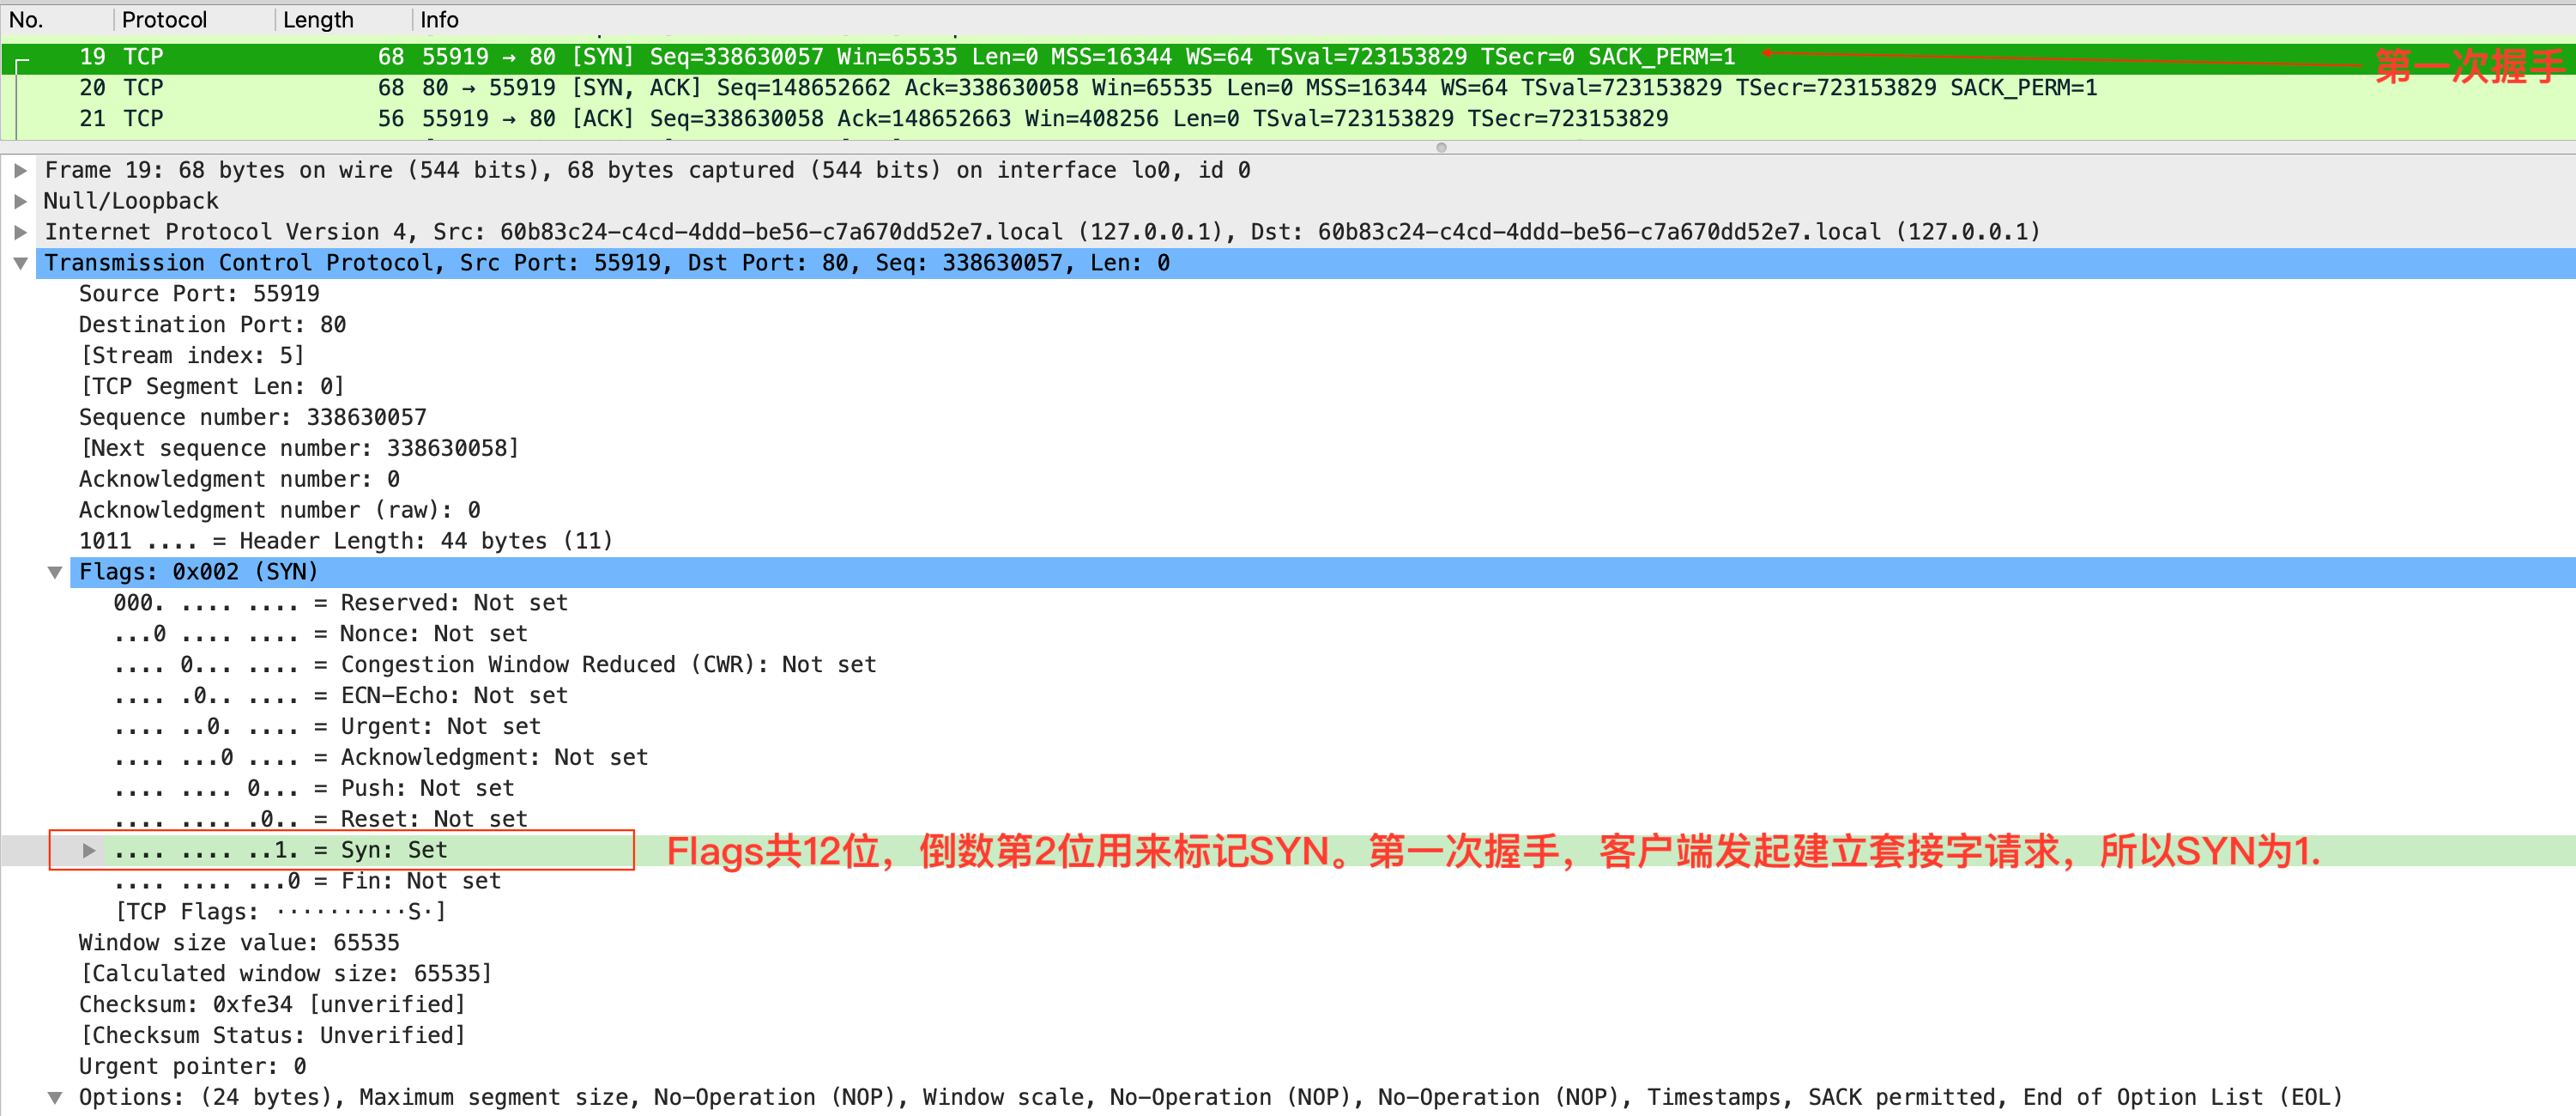 No. Protocol Length Info
19 TCP 68 55919 → 80 [SYN] Seq=338630057 Win=65535 Len=0 MSS=16344 WS=64 TSval=723153829 TSecr=0 SACK_PERM=1 第一次握手
20 TCP 68 80 → 55919 [SYN, ACK] Seq=148652662 Ack=338630058 Win=65535 Len=0 MSS=16344 WS=64 TSval=723153829 TSecr=723153829 SACK_PERM=1
21 TCP 56 55919 → 80 [ACK] Seq=338630058 Ack=148652663 Win=408256 Len=0 TSval=723153829 TSecr=723153829
Frame 19: 68 bytes on wire (544 bits), 68 bytes captured (544 bits) on interface lo0, id 0
Null/Loopback
Internet Protocol Version 4, Src: 60b83c24-c4cd-4ddd-be56-c7a670dd52e7.local (127.0.0.1), Dst: 60b83c24-c4cd-4ddd-be56-c7a670dd52e7.local (127.0.0.1)
Transmission Control Protocol, Src Port: 55919, Dst Port: 80, Seq: 338630057, Len: 0
Source Port: 55919
Destination Port: 80
[Stream index: 5]
[TCP Segment Len: 0]
Sequence number: 338630057
[Next sequence number: 338630058]
Acknowledgment number: 0
Acknowledgment number (raw): 0
1011 .... = Header Length: 44 bytes (11)
Flags: 0x002 (SYN)
000. .... .... = Reserved: Not set
...0 .... .... = Nonce: Not set
.... 0... .... = Congestion Window Reduced (CWR): Not set
.... .0.. .... = ECN-Echo: Not set
.... ..0. .... = Urgent: Not set
.... ...0 .... = Acknowledgment: Not set
.... .... 0... = Push: Not set
.... .... .0.. = Reset: Not set
.... .... ..1. = Syn: Set Flags共12位，倒数第2位用来标记SYN。第一次握手，客户端发起建立套接字请求，所以SYN为1.
.... .... ...0 = Fin: Not set
[TCP Flags: ··········S·]
Window size value: 65535
[Calculated window size: 65535]
Checksum: 0xfe34 [unverified]
[Checksum Status: Unverified]
Urgent pointer: 0
Options: (24 bytes), Maximum segment size, No-Operation (NOP), Window scale, No-Operation (NOP), No-Operation (NOP), Timestamps, SACK permitted, End of Option List (EOL)